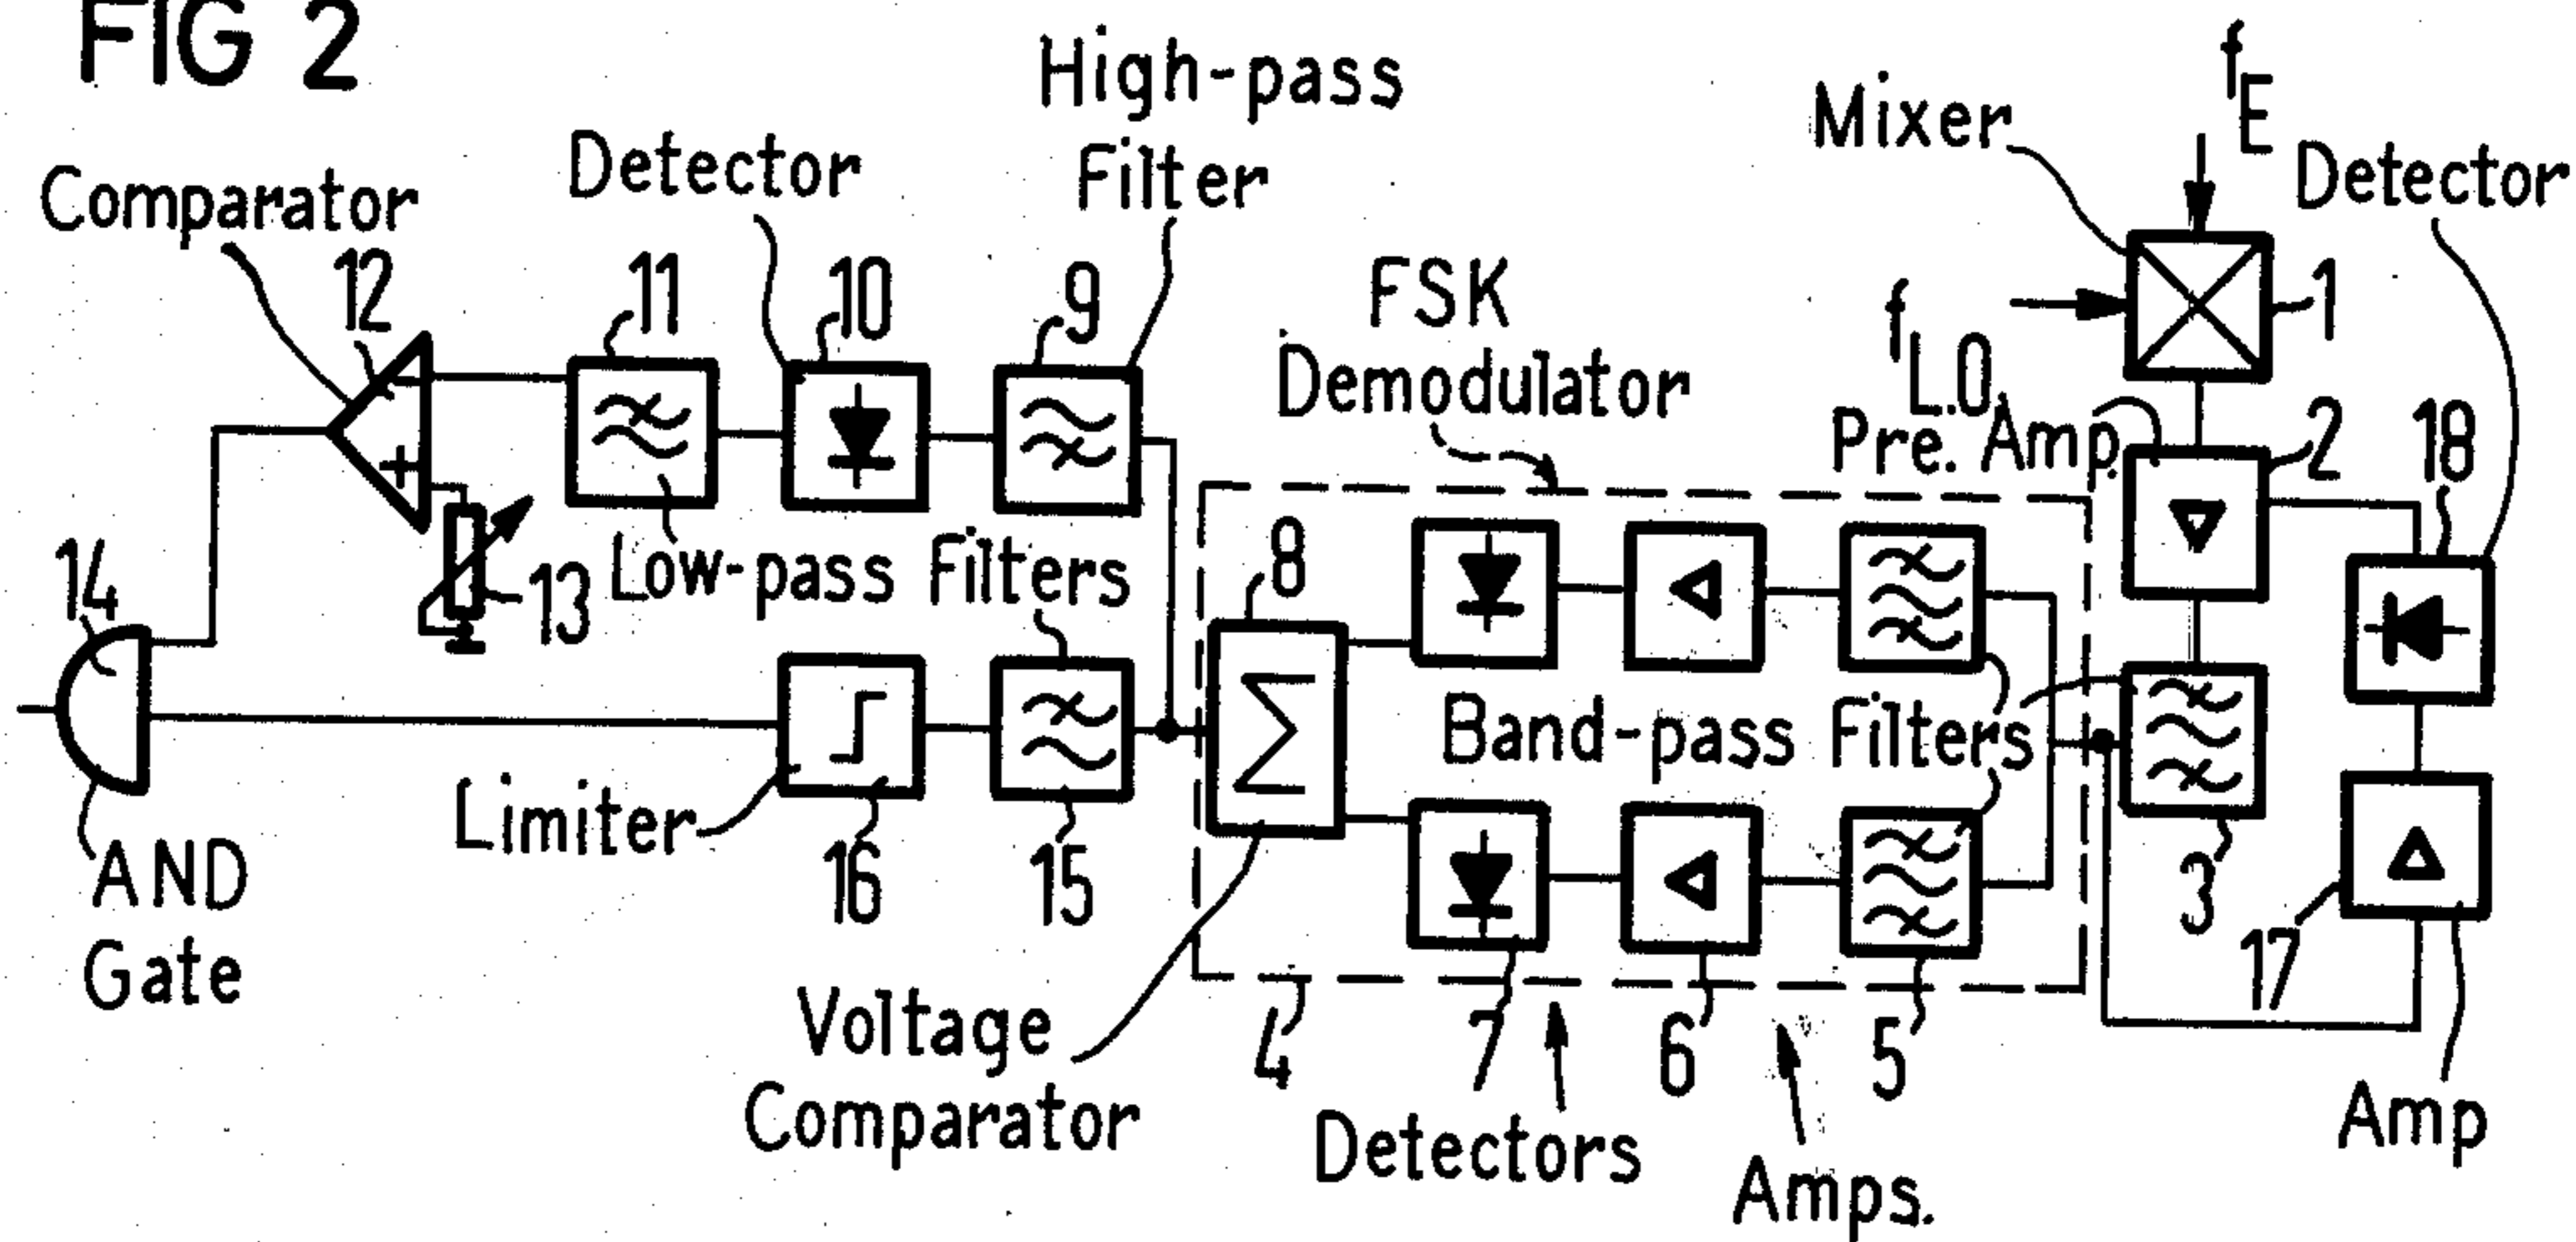 FIG 2
High-pass
Filter
Detector
Comparator
Mixer
fE
Detector
12
11
10
9
FSK
Demodulator
fL.O.
1
Pre. Amp.
2
18
−
+
14
13
Low-pass Filters
8
Σ
Band-pass Filters
Limiter
16
15
3
AND
Gate
17
Voltage
Comparator
4
7
6
5
Detectors
Amps.
Amp